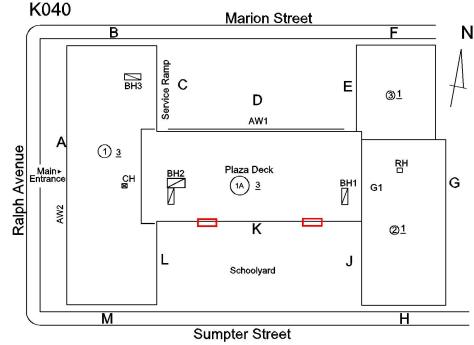 K040
Marion Street
N
B
F
BH3
Service Ramp
C
D
E
③ 1
A
① 3
AW1
Main▸
Entrance
CH
BH2
Plaza Deck
1A 3
BH1
RH
G1
G
Ralph Avenue
AW2
K
② 1
L
Schoolyard
J
M
H
Sumpter Street